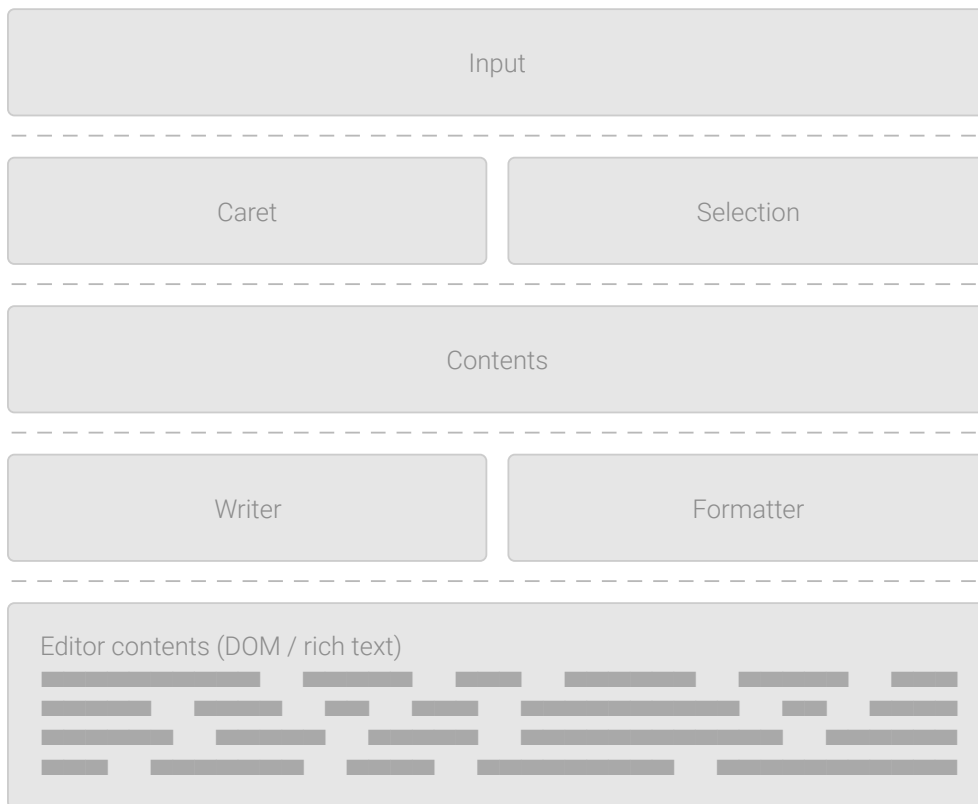 Input
Caret
Selection
Contents
Writer
Formatter
Editor contents (DOM / rich text)